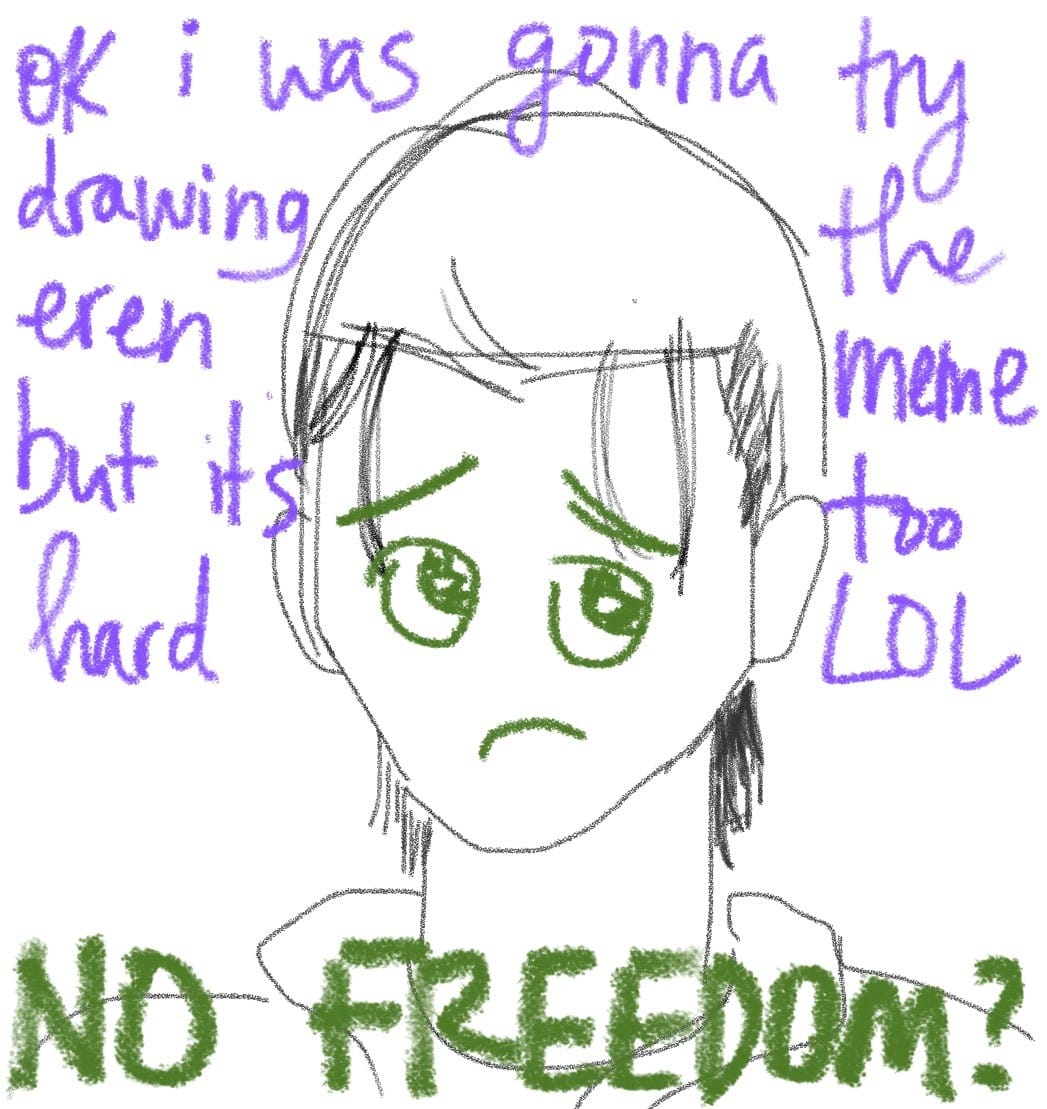 ok i was gonna try
drawing the
eren meme
but its too
hard LOL
NO FREEDOM?